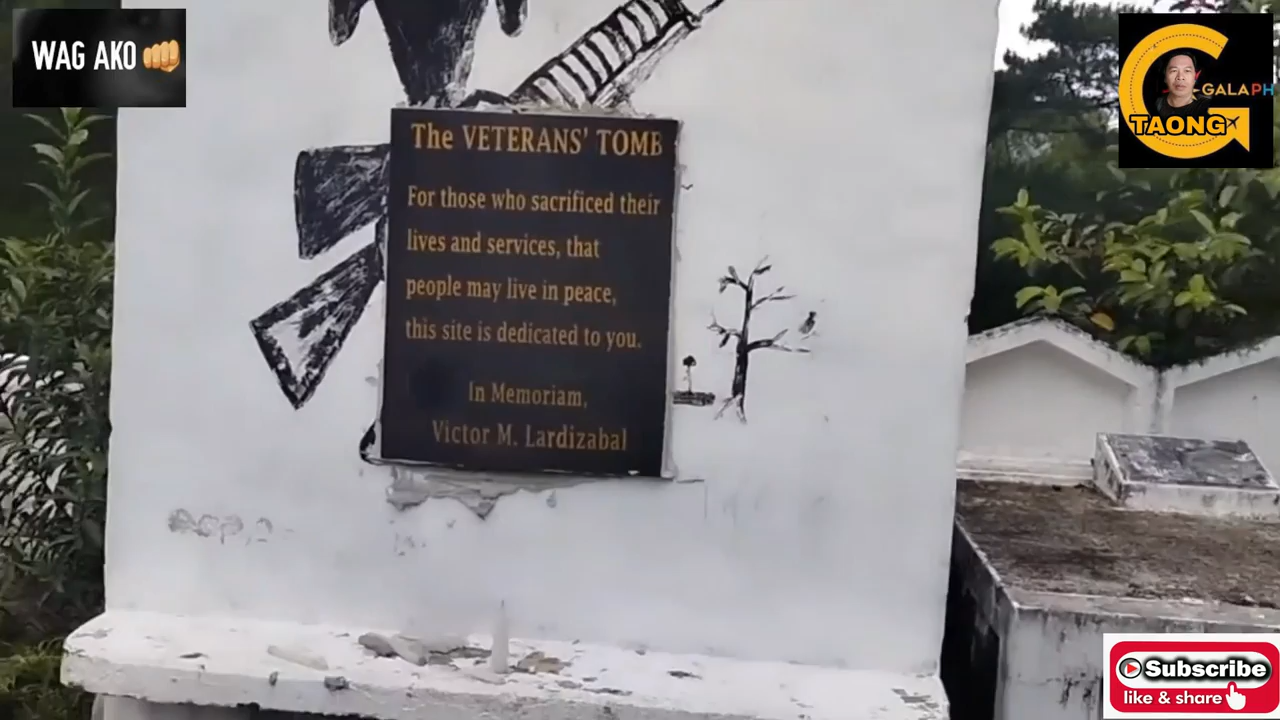 WAG AKO
GALAPH
TAONG
The VETERANS' TOMB
For those who sacrificed their
lives and services, that
people may live in peace,
this site is dedicated to you.
In Memoriam,
Victor M. Lardizabal
Subscribe
like & share